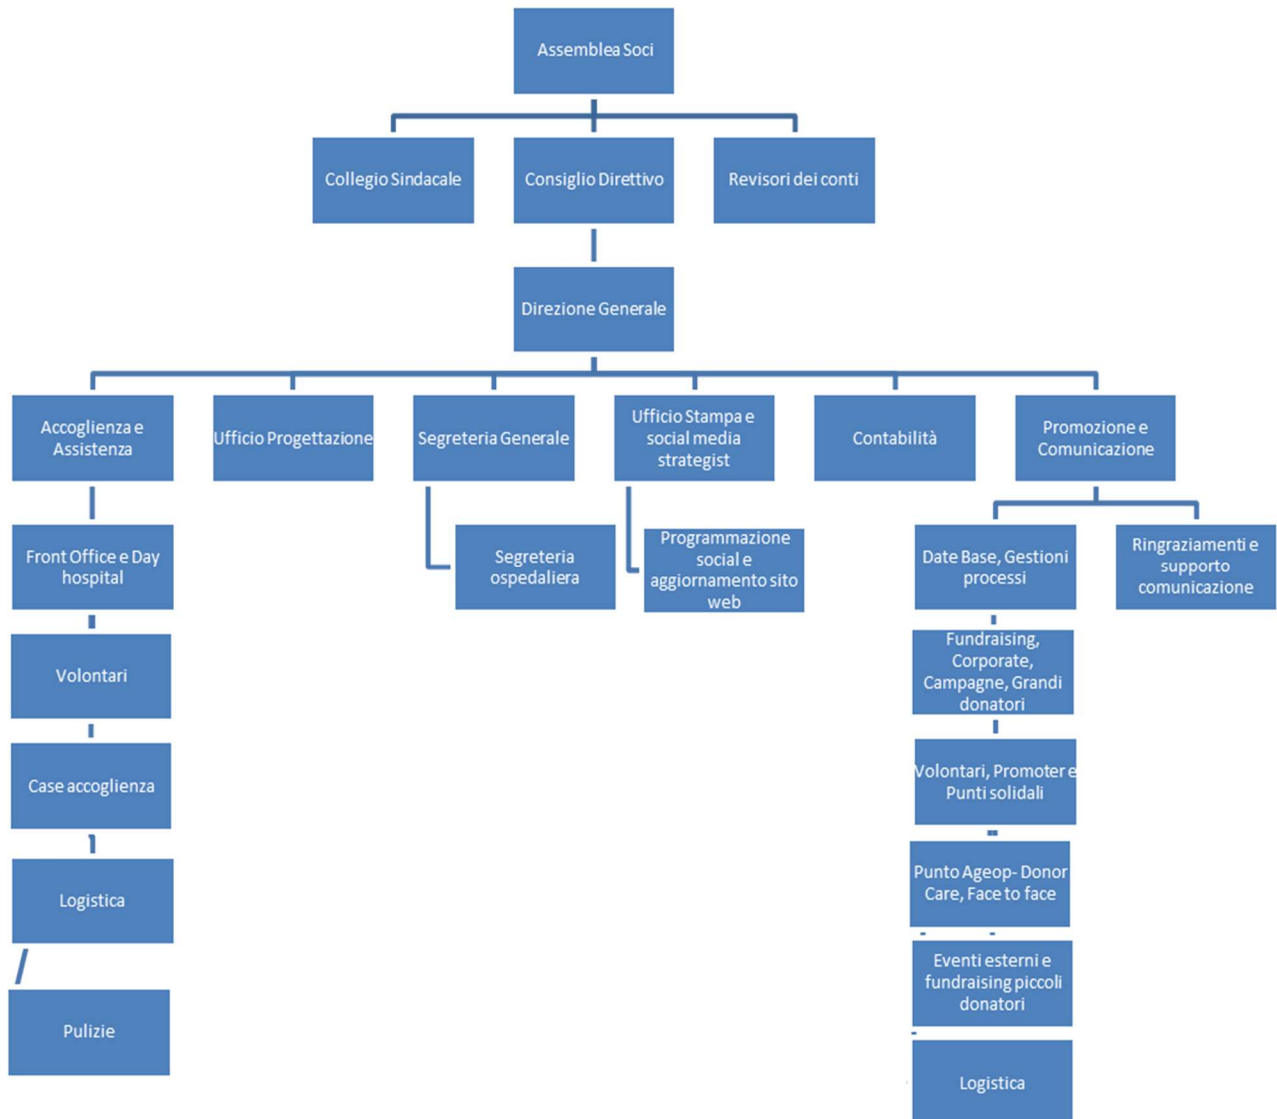 Assemblea Soci
Collegio Sindacale
Consiglio Direttivo
Revisori dei conti
Direzione Generale
Accoglienza e
Assistenza
Ufficio Progettazione
Segreteria Generale
Ufficio Stampa e
social media
strategist
Contabilità
Promozione e
Comunicazione
Front Office e Day
hospital
Segreteria
ospedaliera
Programmazione
social e
aggiornamento sito
web
Date Base, Gestioni
processi
Ringraziamenti e
supporto
comunicazione
Volontari
Fundraising,
Corporate,
Campagne, Grandi
donatori
Case accoglienza
Volontari, Promoter e
Punti solidali
Logistica
Punto Ageop- Donor
Care, Face to face
Eventi esterni e
fundraising piccoli
donatori
Pulizie
Logistica